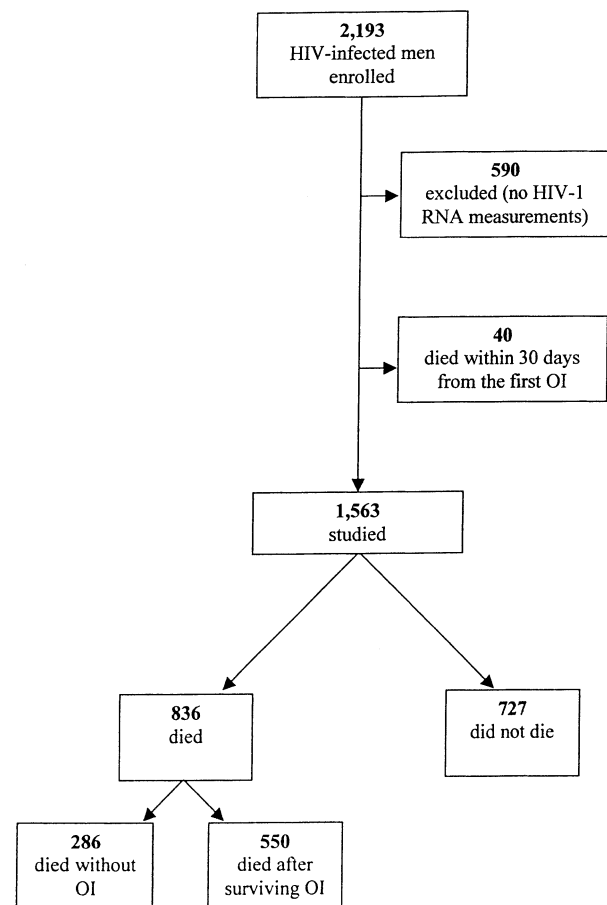 2,193
HIV-infected men
enrolled
590
excluded (no HIV-1
RNA measurements)
40
died within 30 days
from the first OI
1,563
studied
836
died
727
did not die
286
died without
OI
550
died after
surviving OI